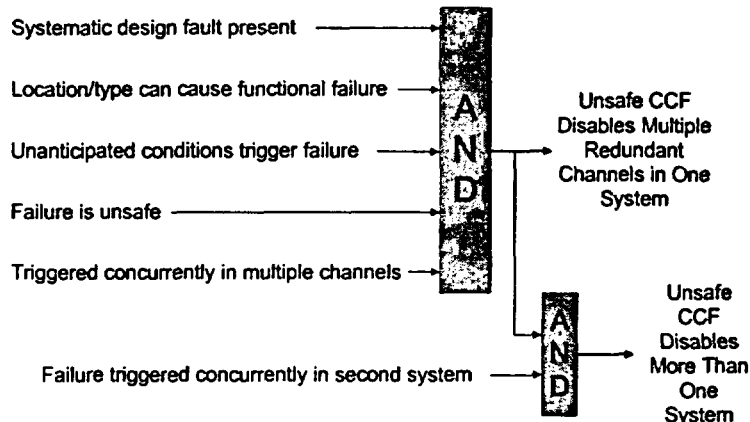 Systematic design fault present
Location/type can cause functional failure
Unanticipated conditions trigger failure
Failure is unsafe
Triggered concurrently in multiple channels
AND
Unsafe CCF
Disables Multiple
Redundant
Channels in One
System
Failure triggered concurrently in second system
AND
Unsafe
CCF
Disables
More Than
One
System